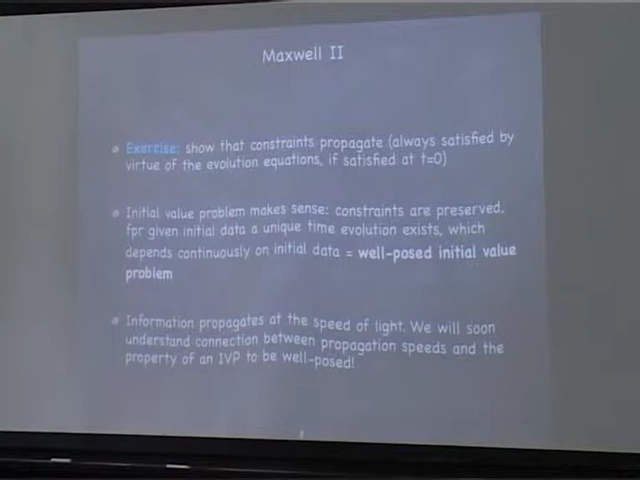 Maxwell II
Exercise: show that constraints propagate (always satisfied by
virtue of the evolution equations, if satisfied at t=0)
Initial value problem makes sense: constraints are preserved,
fpr given initial data a unique time evolution exists, which
depends continuously on initial data = well-posed initial value
problem
Information propagates at the speed of light. We will soon
understand connection between propagation speeds and the
property of an IVP to be well-posed!